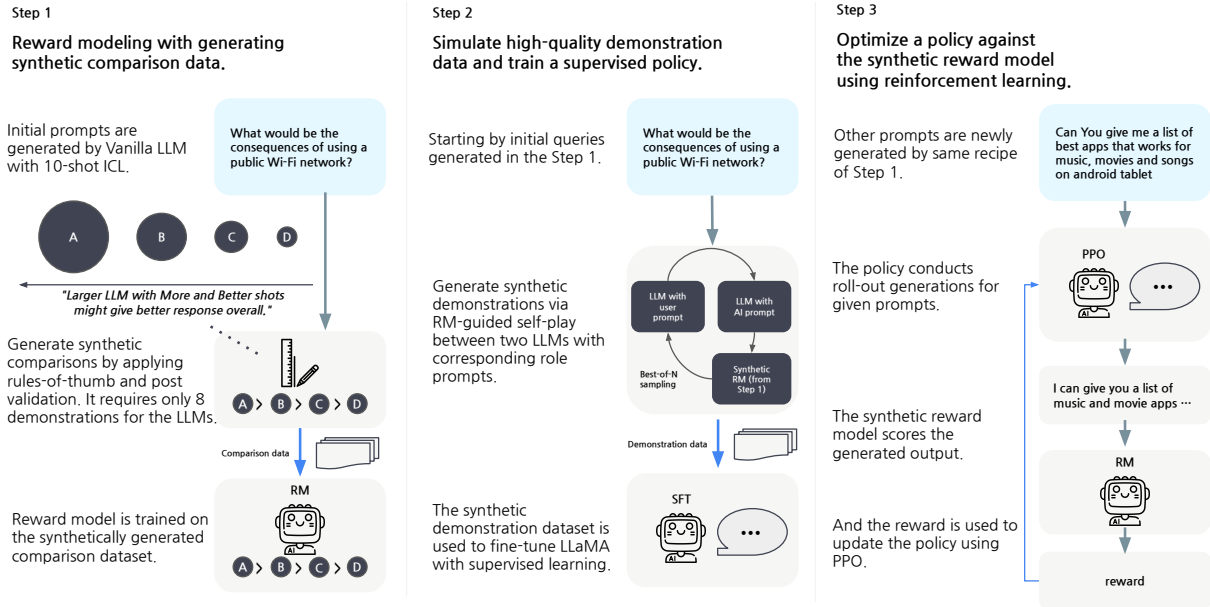 Step 1
Reward modeling with generating
synthetic comparison data.
Initial prompts are
generated by Vanilla LLM
with 10-shot ICL.
What would be the
consequences of using a
public Wi-Fi network?
A
B
C
D
"Larger LLM with More and Better shots
might give better response overall."
Generate synthetic
comparisons by applying
rules-of-thumb and post
validation. It requires only 8
demonstrations for the LLMs.
A > B > C > D
Comparison data
Reward model is trained on
the synthetically generated
comparison dataset.
RM
AI
A > B > C > D
Step 2
Simulate high-quality demonstration
data and train a supervised policy.
Starting by initial queries
generated in the Step 1.
What would be the
consequences of using a
public Wi-Fi network?
Generate synthetic
demonstrations via
RM-guided self-play
between two LLMs with
corresponding role
prompts.
LLM with
user
prompt
LLM with
AI prompt
Synthetic
RM (from
Step 1)
Best-of-N
sampling
Demonstration data
The synthetic
demonstration dataset is
used to fine-tune LLaMA
with supervised learning.
SFT
AI
...
Step 3
Optimize a policy against
the synthetic reward model
using reinforcement learning.
Other prompts are newly
generated by same recipe
of Step 1.
Can You give me a list of
best apps that works for
music, movies and songs
on android tablet
The policy conducts
roll-out generations for
given prompts.
PPO
AI
...
I can give you a list of
music and movie apps ...
The synthetic reward
model scores the
generated output.
RM
AI
And the reward is used to
update the policy using
PPO.
reward